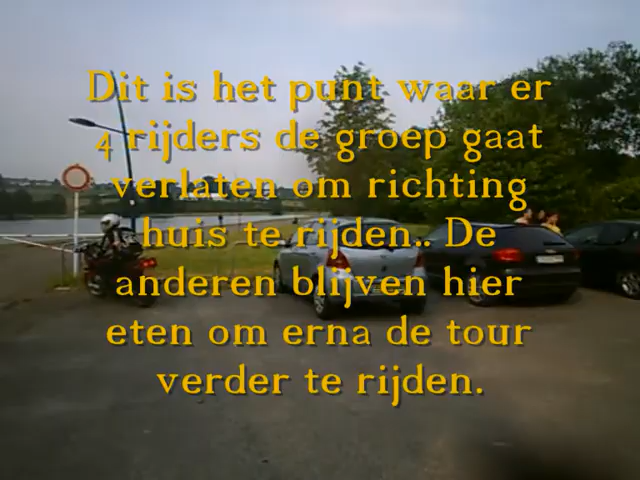 Dit is het punt waar er
4 rijders de groep gaat
verlaten om richting
huis te rijden.. De
anderen blijven hier
eten om erna de tour
verder te rijden.